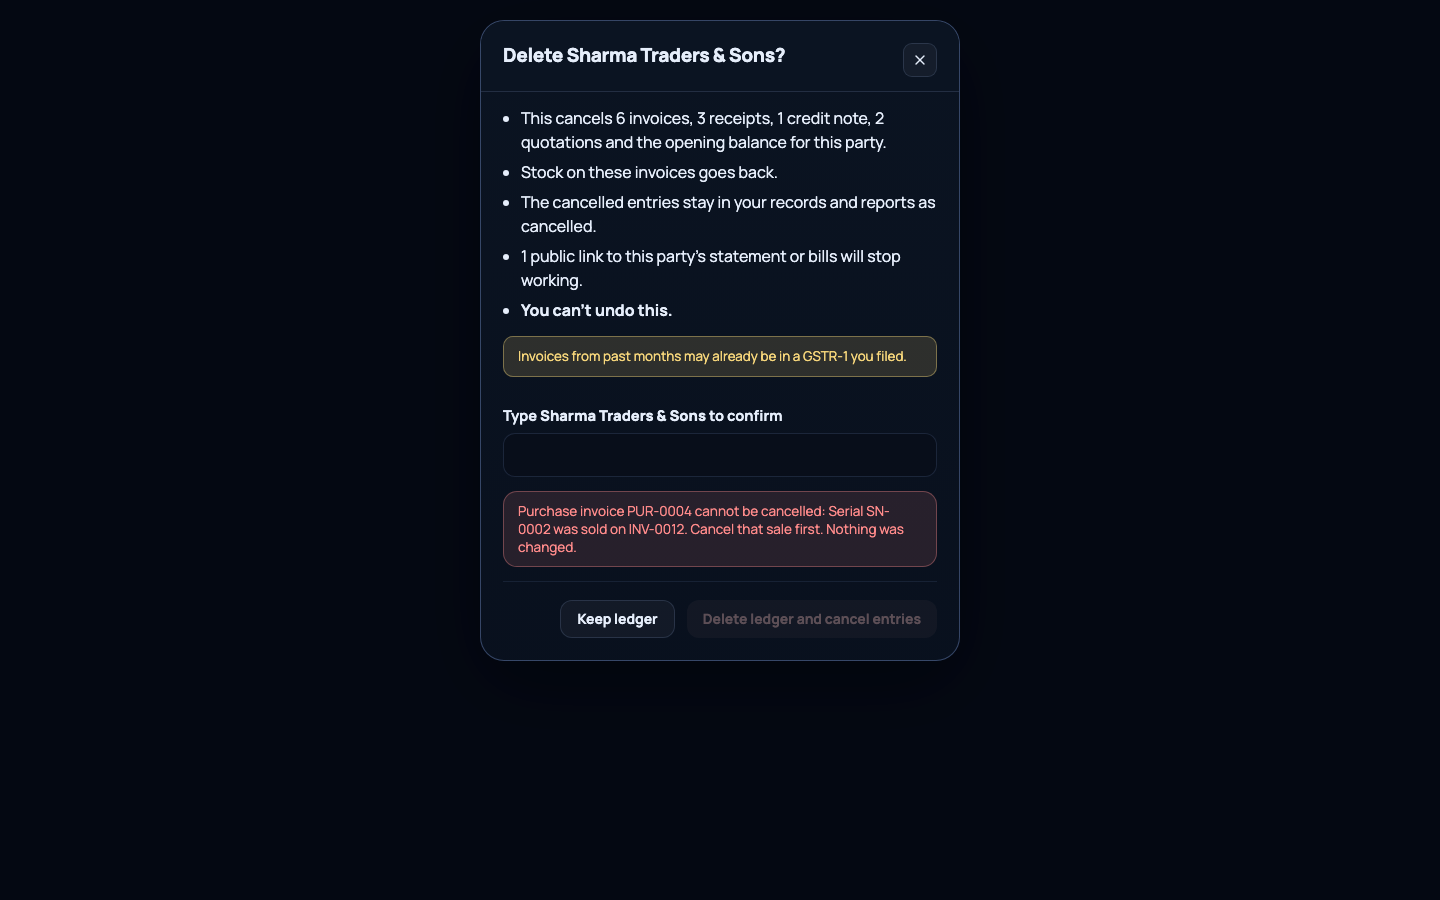 Delete Sharma Traders & Sons?
This cancels 6 invoices, 3 receipts, 1 credit note, 2
quotations and the opening balance for this party.
Stock on these invoices goes back.
The cancelled entries stay in your records and reports as
cancelled.
1 public link to this party's statement or bills will stop
working.
You can't undo this.
Invoices from past months may already be in a GSTR-1 you filed.
Type Sharma Traders & Sons to confirm
Purchase invoice PUR-0004 cannot be cancelled: Serial SN-
0002 was sold on INV-0012. Cancel that sale first. Nothing was
changed.
Keep ledger
Delete ledger and cancel entries